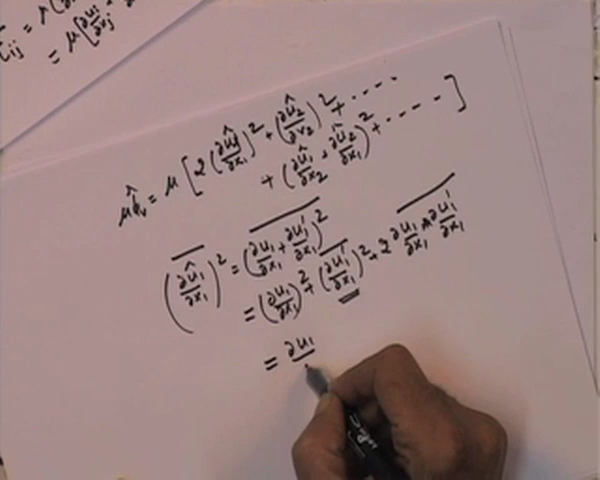 τij = μ[∂u
= μ[∂ui/∂xj
μφ̂v = μ[2(∂û1/∂x1)² + (∂û2/∂x2)² + ....
+ (∂û1/∂x2 + ∂û2/∂x1)² + ....]
‾(∂û1/∂x1)² = ‾(∂u1/∂x1 + ∂u1'/∂x1)²
= (∂u1/∂x1)² + ‾(∂u1'/∂x1)² + 2 ‾∂u1/∂x1 ∂u1'/∂x1
= ∂u1